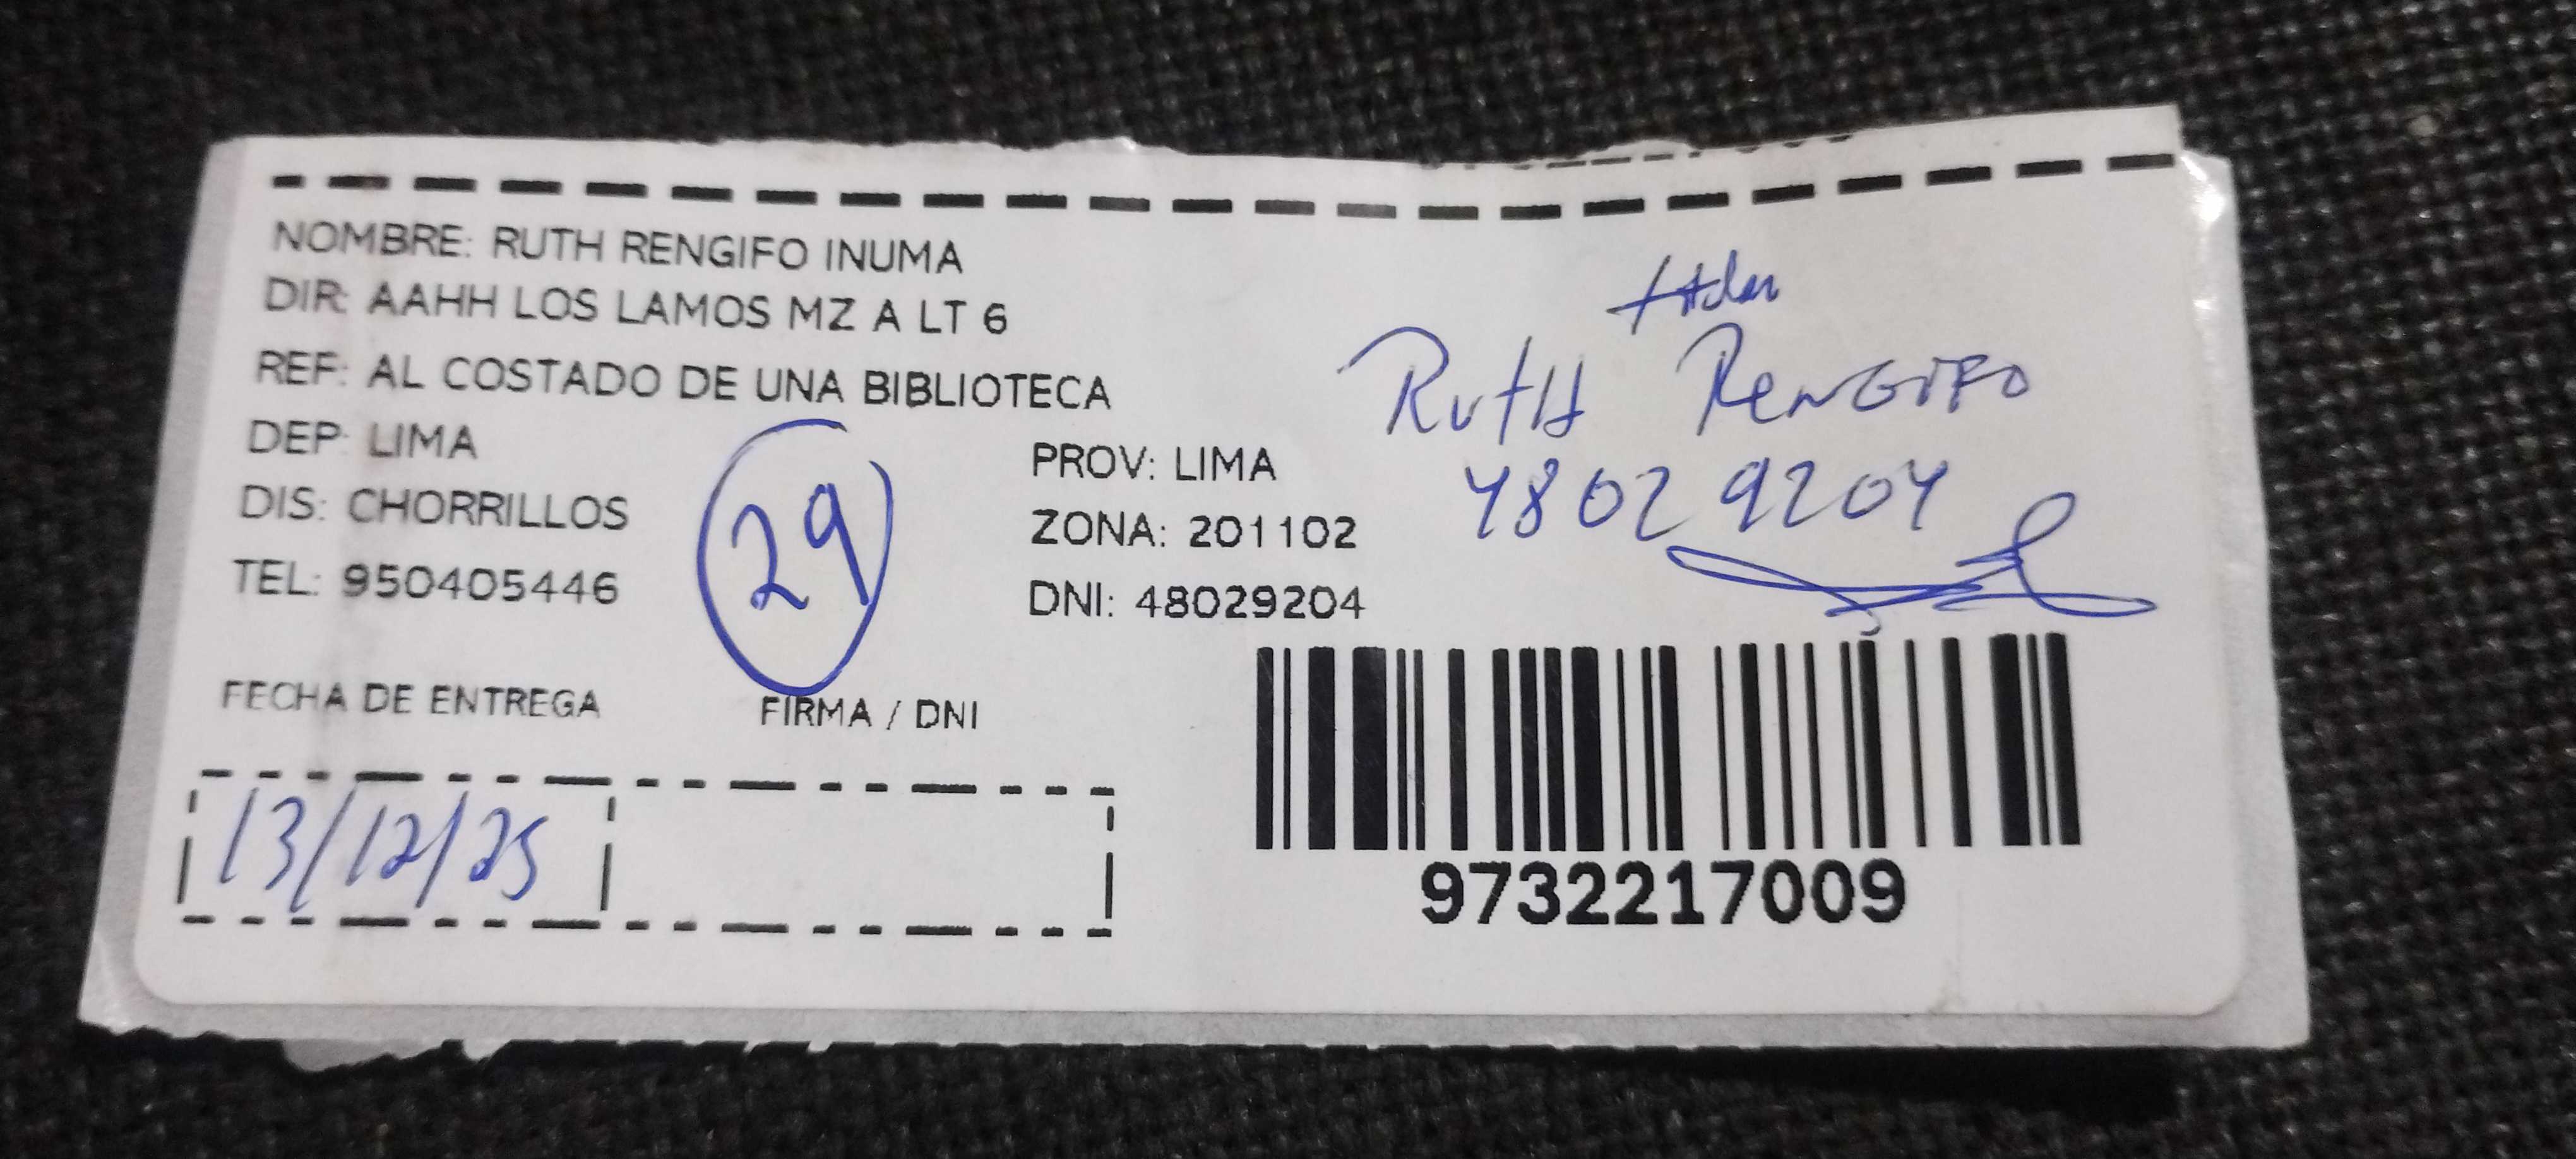 NOMBRE: RUTH RENGIFO INUMA
DIR: AAHH LOS LAMOS MZ A LT 6
REF: AL COSTADO DE UNA BIBLIOTECA
DEP: LIMA
PROV: LIMA
DIS: CHORRILLOS
ZONA: 201102
TEL: 950405446
DNI: 48029204
29
RutH RENGIFO
48029204
FECHA DE ENTREGA
FIRMA / DNI
13/12/25
9732217009